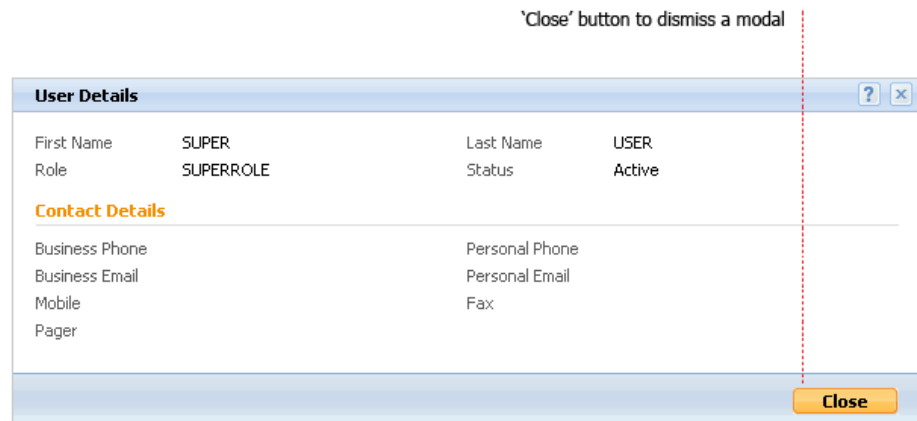 ‘Close’ button to dismiss a modal
User Details ? ×
First Name SUPER Last Name USER
Role SUPERROLE Status Active
Contact Details
Business Phone Personal Phone
Business Email Personal Email
Mobile Fax
Pager
Close